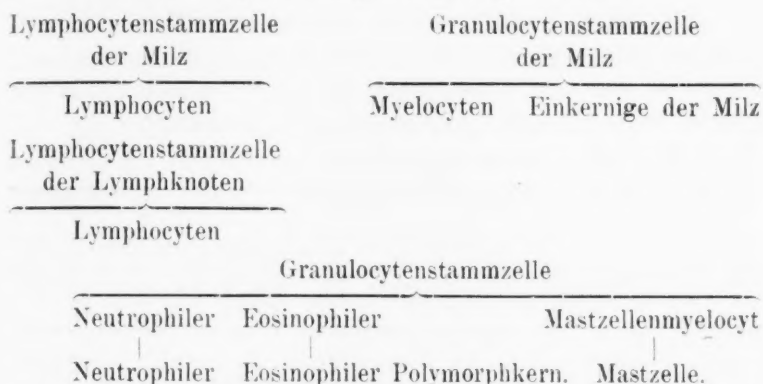 Lymphocytenstammzelle
der Milz
Lymphocyten
Granulocytenstammzelle
der Milz
Myelocyten Einkernige der Milz
Lymphocytenstammzelle
der Lymphknoten
Lymphocyten
Granulocytenstammzelle
Neutrophiler Eosinophiler Mastzellenmyelocyt
Neutrophiler Eosinophiler Polymorphkern. Mastzelle.